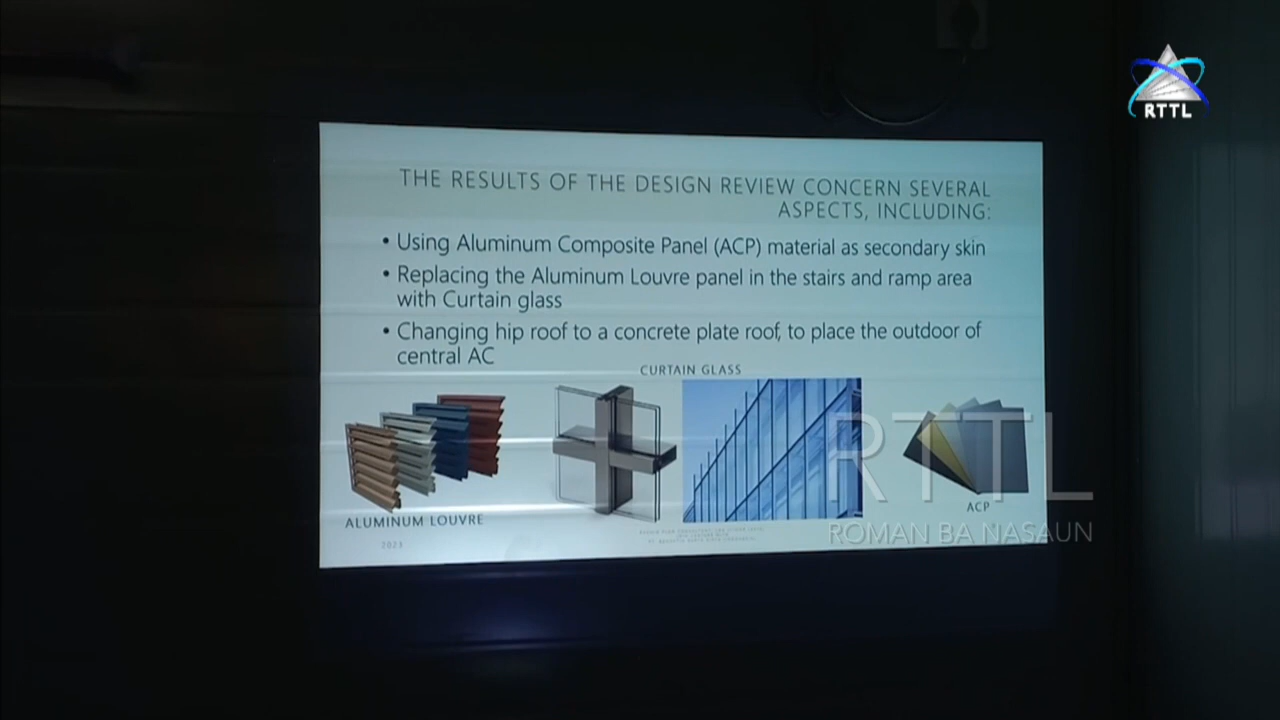 RTTL
THE RESULTS OF THE DESIGN REVIEW CONCERN SEVERAL
ASPECTS, INCLUDING:
• Using Aluminum Composite Panel (ACP) material as secondary skin
• Replacing the Aluminum Louvre panel in the stairs and ramp area
with Curtain glass
• Changing hip roof to a concrete plate roof, to place the outdoor of
central AC
CURTAIN GLASS
RTTL
ACP
ALUMINUM LOUVRE
ROMAN BA NASAUN
2023